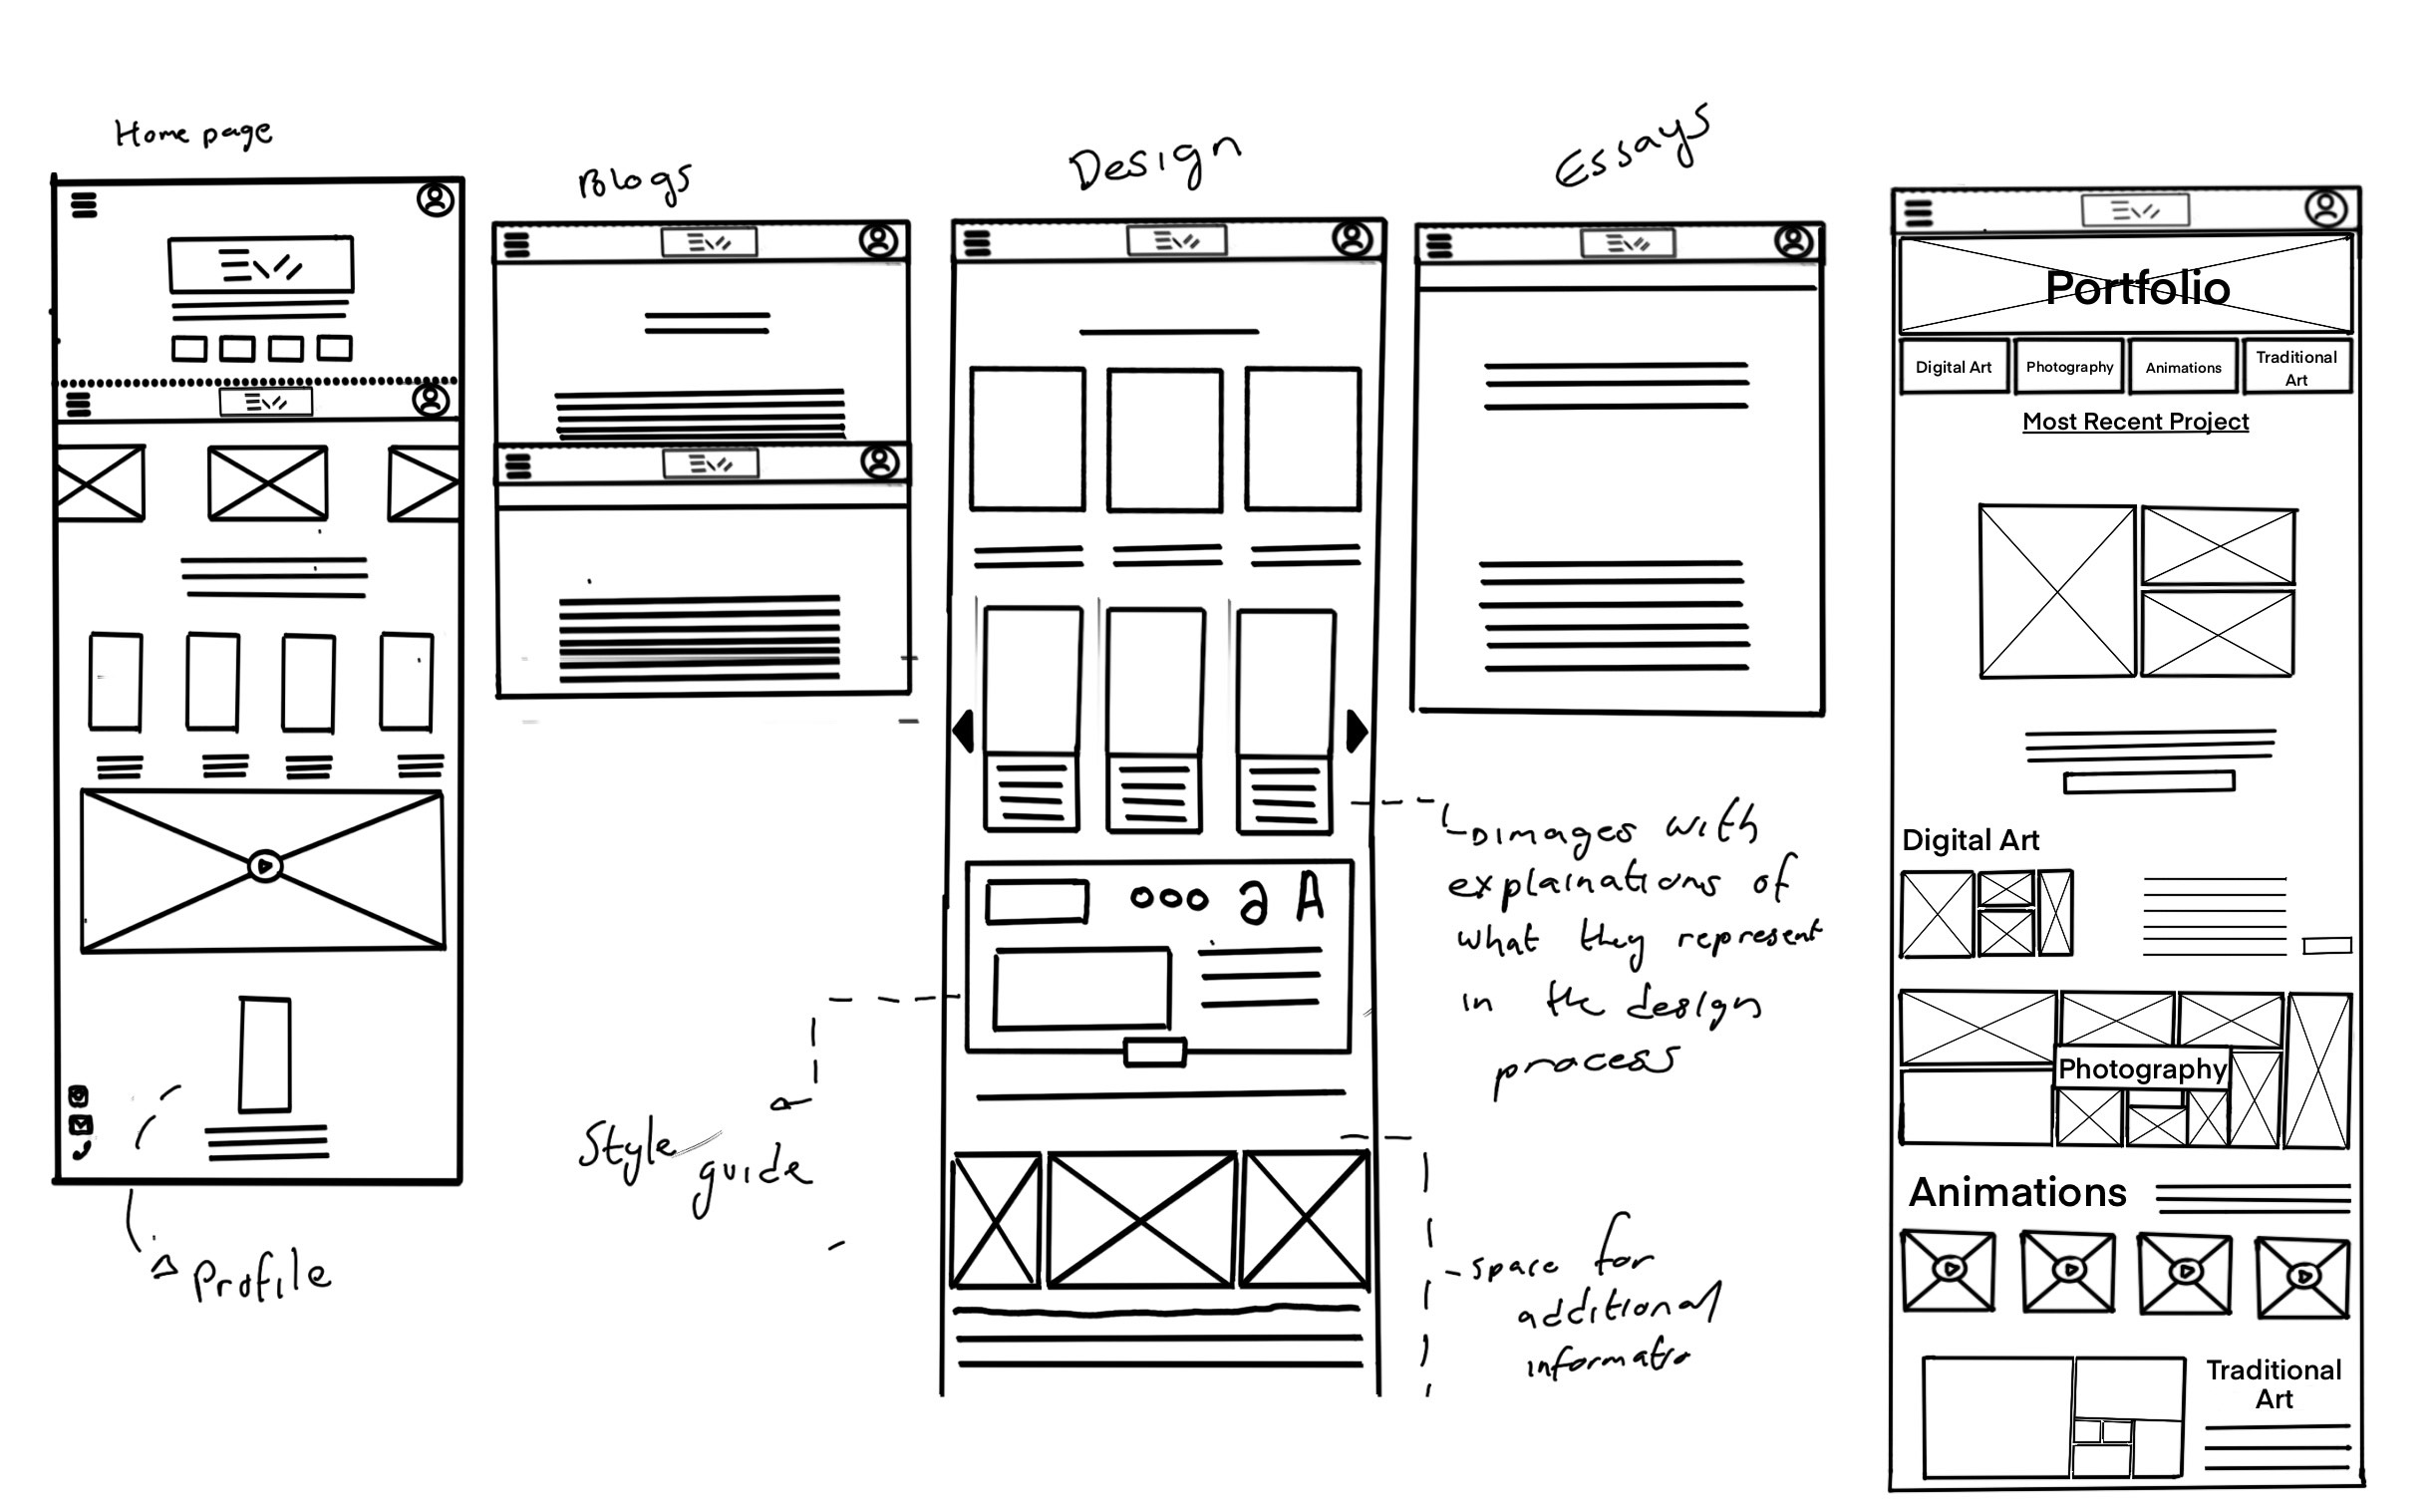 Home page
Blogs
Design
Essays
Portfolio
Digital Art
Photography
Animations
Traditional
Art
Most Recent Project
Digital Art
Photography
Animations
Traditional
Art
a A
images with
explainations of
what they represent
in the design
process
Style
guide
space for
additional
informatio
Profile